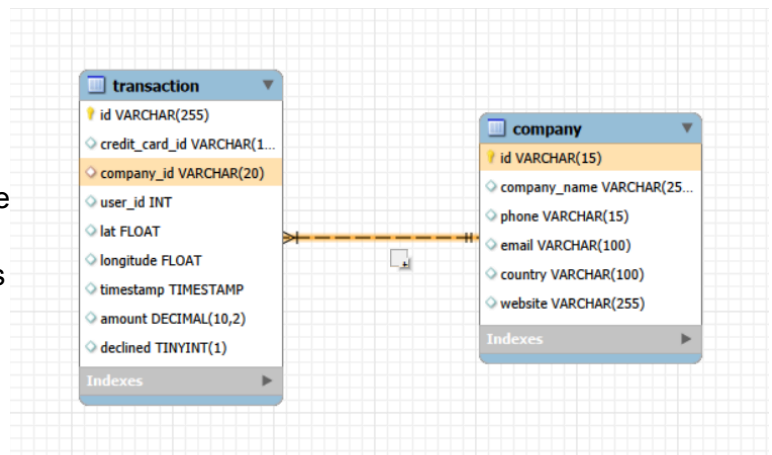 transaction
id VARCHAR(255)
credit_card_id VARCHAR(1...
company_id VARCHAR(20)
user_id INT
lat FLOAT
longitude FLOAT
timestamp TIMESTAMP
amount DECIMAL(10,2)
declined TINYINT(1)
Indexes
company
id VARCHAR(15)
company_name VARCHAR(25...
phone VARCHAR(15)
email VARCHAR(100)
country VARCHAR(100)
website VARCHAR(255)
Indexes
e
s